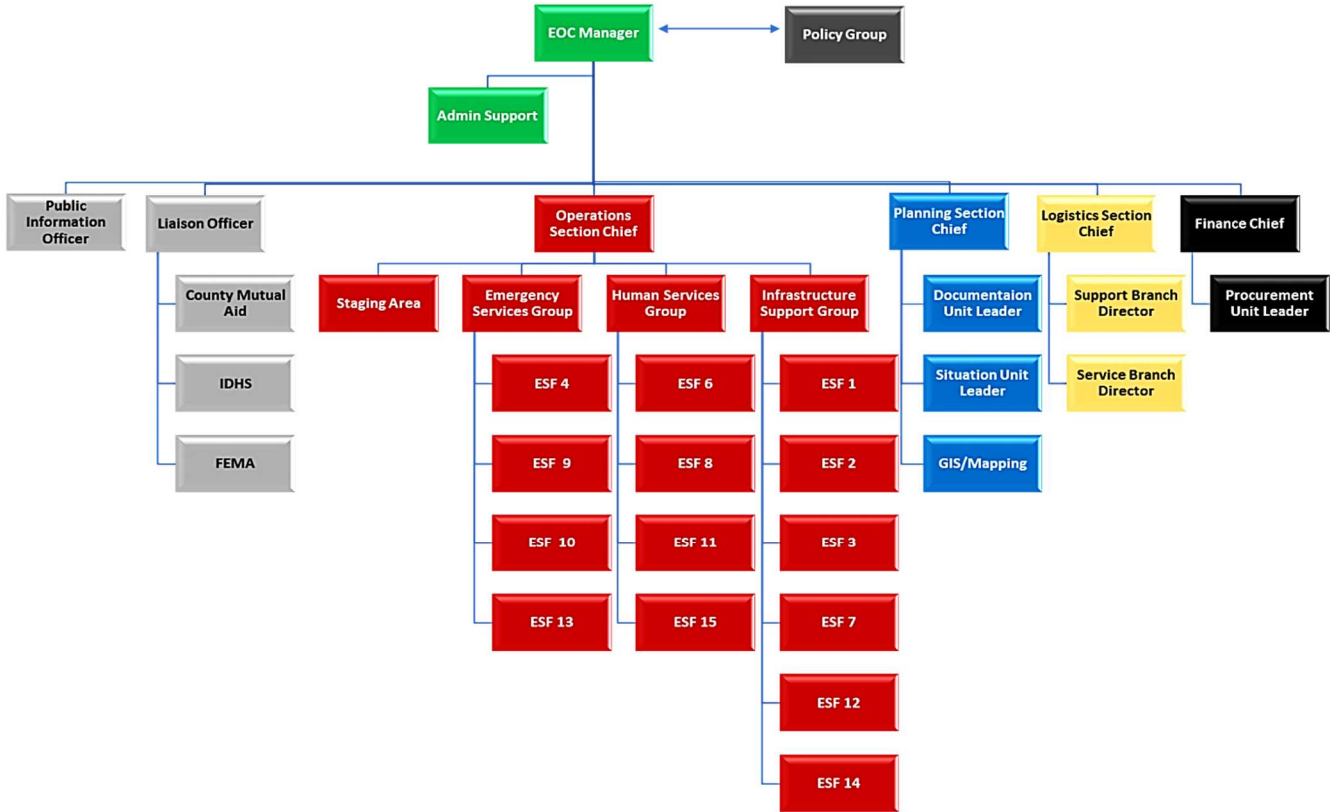 EOC Manager
Policy Group
Admin Support
Public
Information
Officer
Liaison Officer
Operations
Section Chief
Planning Section
Chief
Logistics Section
Chief
Finance Chief
County Mutual
Aid
Staging Area
Emergency
Services Group
Human Services
Group
Infrastructure
Support Group
Documentaion
Unit Leader
Support Branch
Director
Procurement
Unit Leader
IDHS
ESF 4
ESF 6
ESF 1
Situation Unit
Leader
Service Branch
Director
FEMA
ESF 9
ESF 8
ESF 2
GIS/Mapping
ESF 10
ESF 11
ESF 3
ESF 13
ESF 15
ESF 7
ESF 12
ESF 14